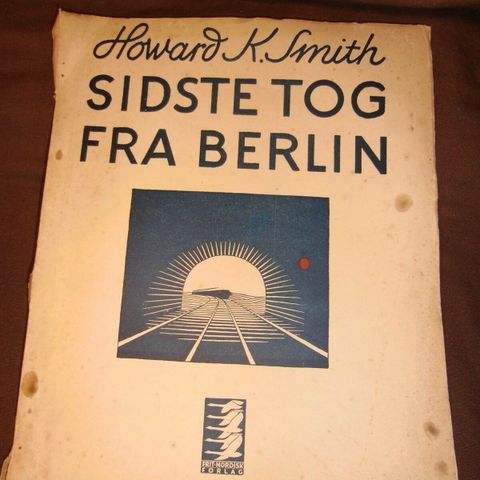 Howard K. Smith
SIDSTE TOG
FRA BERLIN
FRIT-NORDISK
FORLAG